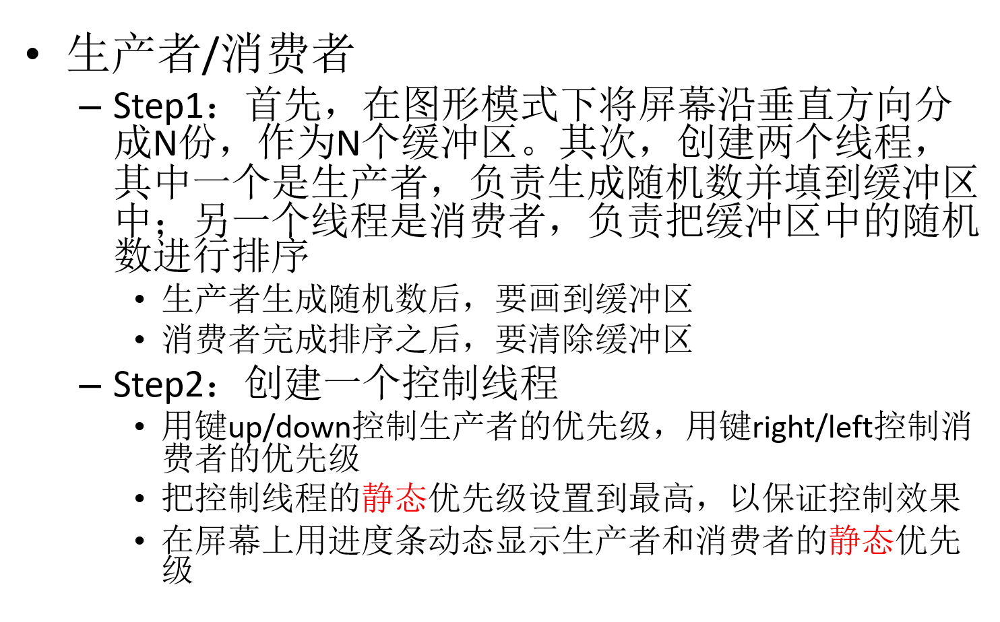 • 生产者/消费者
– Step1：首先，在图形模式下将屏幕沿垂直方向分
成N份，作为N个缓冲区。其次，创建两个线程，
其中一个是生产者，负责生成随机数并填到缓冲区
中；另一个线程是消费者，负责把缓冲区中的随机
数进行排序
• 生产者生成随机数后，要画到缓冲区
• 消费者完成排序之后，要清除缓冲区
– Step2：创建一个控制线程
• 用键up/down控制生产者的优先级，用键right/left控制消
费者的优先级
• 把控制线程的静态优先级设置到最高，以保证控制效果
• 在屏幕上用进度条动态显示生产者和消费者的静态优先
级